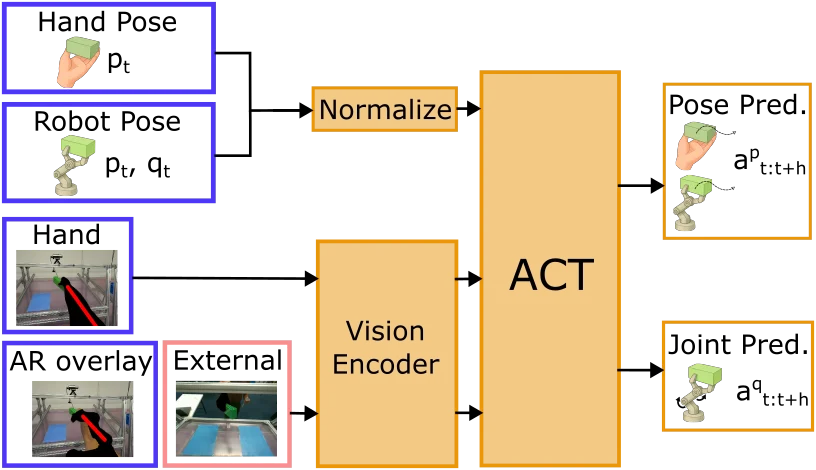 Hand Pose
pₜ
Robot Pose
pₜ, qₜ
Normalize
Hand
AR overlay
External
Vision
Encoder
ACT
Pose Pred.
aᵖt:t+h
Joint Pred.
a^q t:t+h